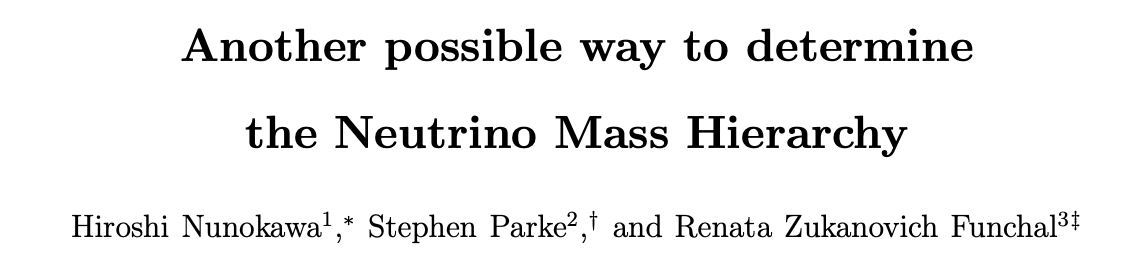 Another possible way to determine
the Neutrino Mass Hierarchy
Hiroshi Nunokawa¹,* Stephen Parke²,† and Renata Zukanovich Funchal³‡